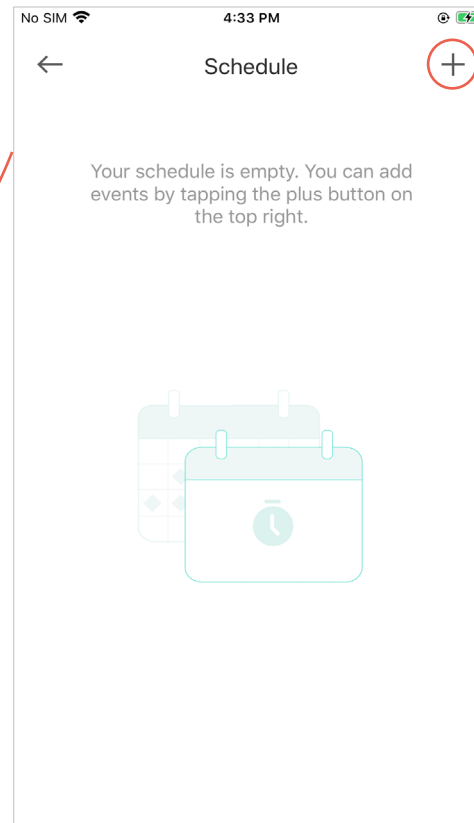 No SIM 4:33 PM
Schedule
Your schedule is empty. You can add
events by tapping the plus button on
the top right.